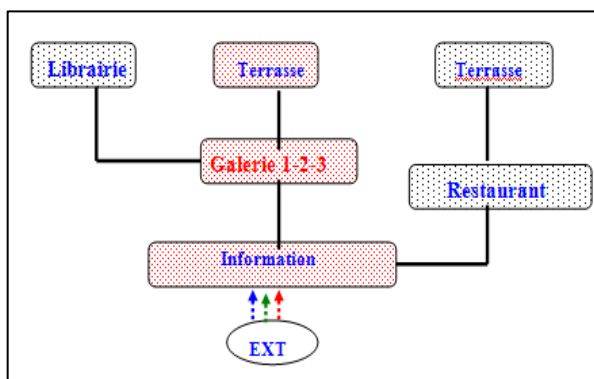 Librairie
Terrasse
Terrasse
Galerie 1-2-3
Restaurant
Information
EXT